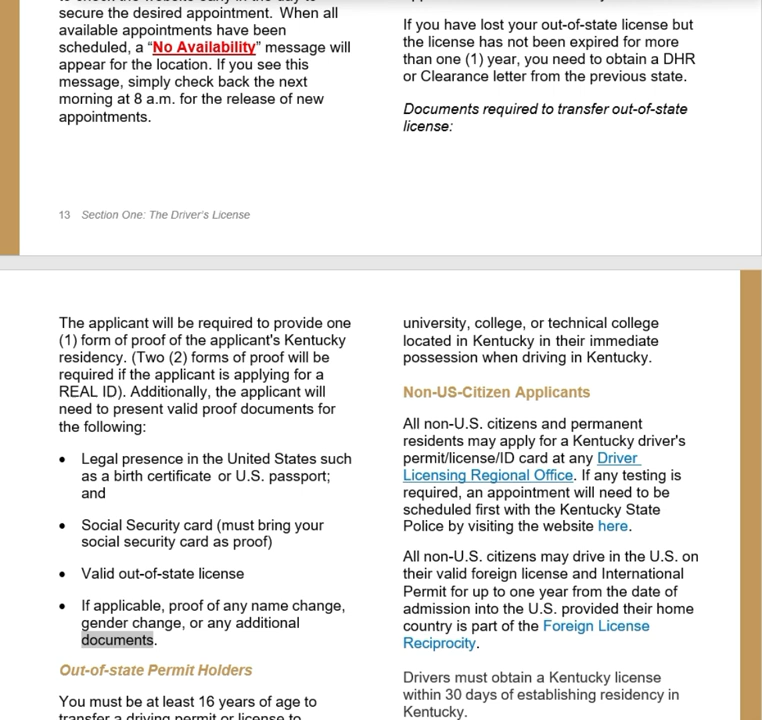 secure the desired appointment. When all
available appointments have been
scheduled, a “No Availability” message will
appear for the location. If you see this
message, simply check back the next
morning at 8 a.m. for the release of new
appointments.
If you have lost your out-of-state license but
the license has not been expired for more
than one (1) year, you need to obtain a DHR
or Clearance letter from the previous state.
Documents required to transfer out-of-state
license:
13 Section One: The Driver's License
The applicant will be required to provide one
(1) form of proof of the applicant's Kentucky
residency. (Two (2) forms of proof will be
required if the applicant is applying for a
REAL ID). Additionally, the applicant will
need to present valid proof documents for
the following:
• Legal presence in the United States such
as a birth certificate or U.S. passport;
and
• Social Security card (must bring your
social security card as proof)
• Valid out-of-state license
• If applicable, proof of any name change,
gender change, or any additional
documents.
Out-of-state Permit Holders
You must be at least 16 years of age to
transfer a driving permit or license to
university, college, or technical college
located in Kentucky in their immediate
possession when driving in Kentucky.
Non-US-Citizen Applicants
All non-U.S. citizens and permanent
residents may apply for a Kentucky driver's
permit/license/ID card at any Driver
Licensing Regional Office. If any testing is
required, an appointment will need to be
scheduled first with the Kentucky State
Police by visiting the website here.
All non-U.S. citizens may drive in the U.S. on
their valid foreign license and International
Permit for up to one year from the date of
admission into the U.S. provided their home
country is part of the Foreign License
Reciprocity.
Drivers must obtain a Kentucky license
within 30 days of establishing residency in
Kentucky.